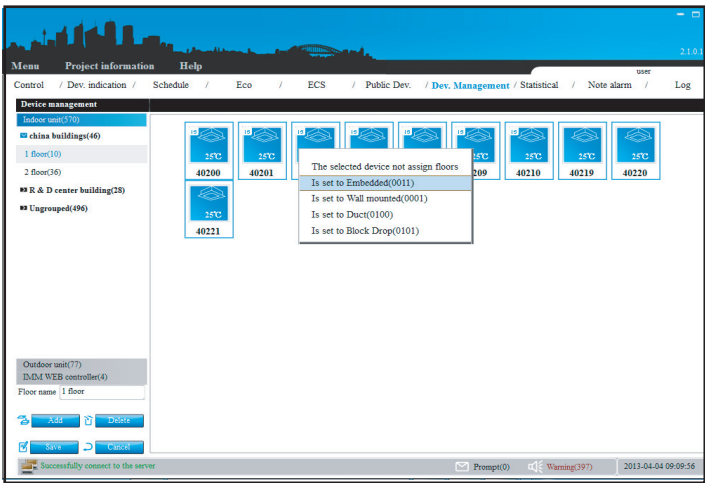 2.1.0.1
Menu Project information Help
user
Control / Dev. indication / Schedule / Eco / ECS / Public Dev. / Dev. Management / Statistical / Note alarm / Log
Device management
Indoor unit(570)
china buildings(46)
1 floor(10)
2 floor(36)
R & D center building(28)
Ungrouped(496)
25℃ 25℃ 25℃ 25℃ 25℃ 25℃
40200 40201 209 40210 40219 40220
25℃
40221
The selected device not assign floors
Is set to Embedded(0011)
Is set to Wall mounted(0001)
Is set to Duct(0100)
Is set to Block Drop(0101)
Outdoor unit(77)
IMM WEB controller(4)
Floor name 1 floor
Add Delete
Save Cancel
Successfully connect to the server Prompt(0) Warning(397) 2013-04-04 09:09:56